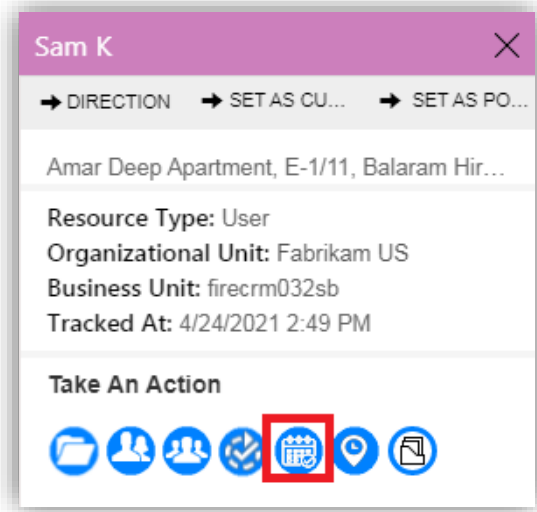 Sam K
DIRECTION SET AS CU... SET AS PO...
Amar Deep Apartment, E-1/11, Balaram Hir...
Resource Type: User
Organizational Unit: Fabrikam US
Business Unit: firecrm032sb
Tracked At: 4/24/2021 2:49 PM
Take An Action